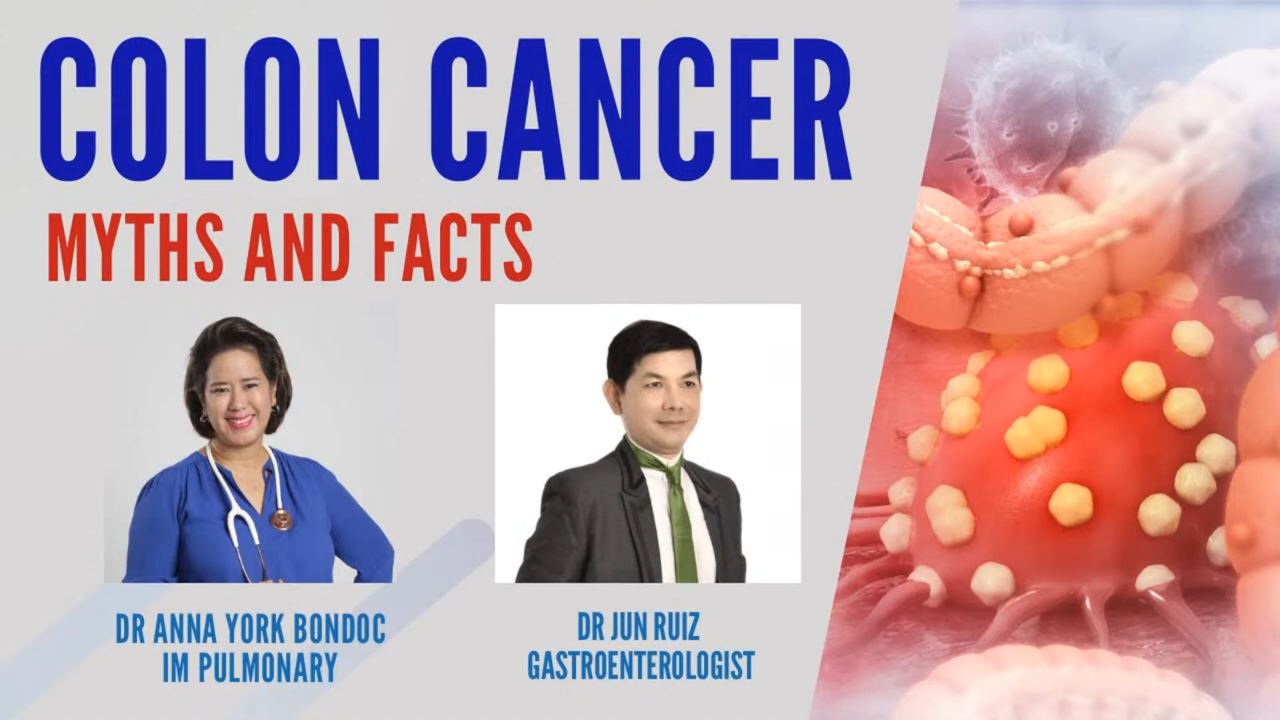 COLON CANCER
MYTHS AND FACTS
DR ANNA YORK BONDOC
IM PULMONARY
DR JUN RUIZ
GASTROENTEROLOGIST